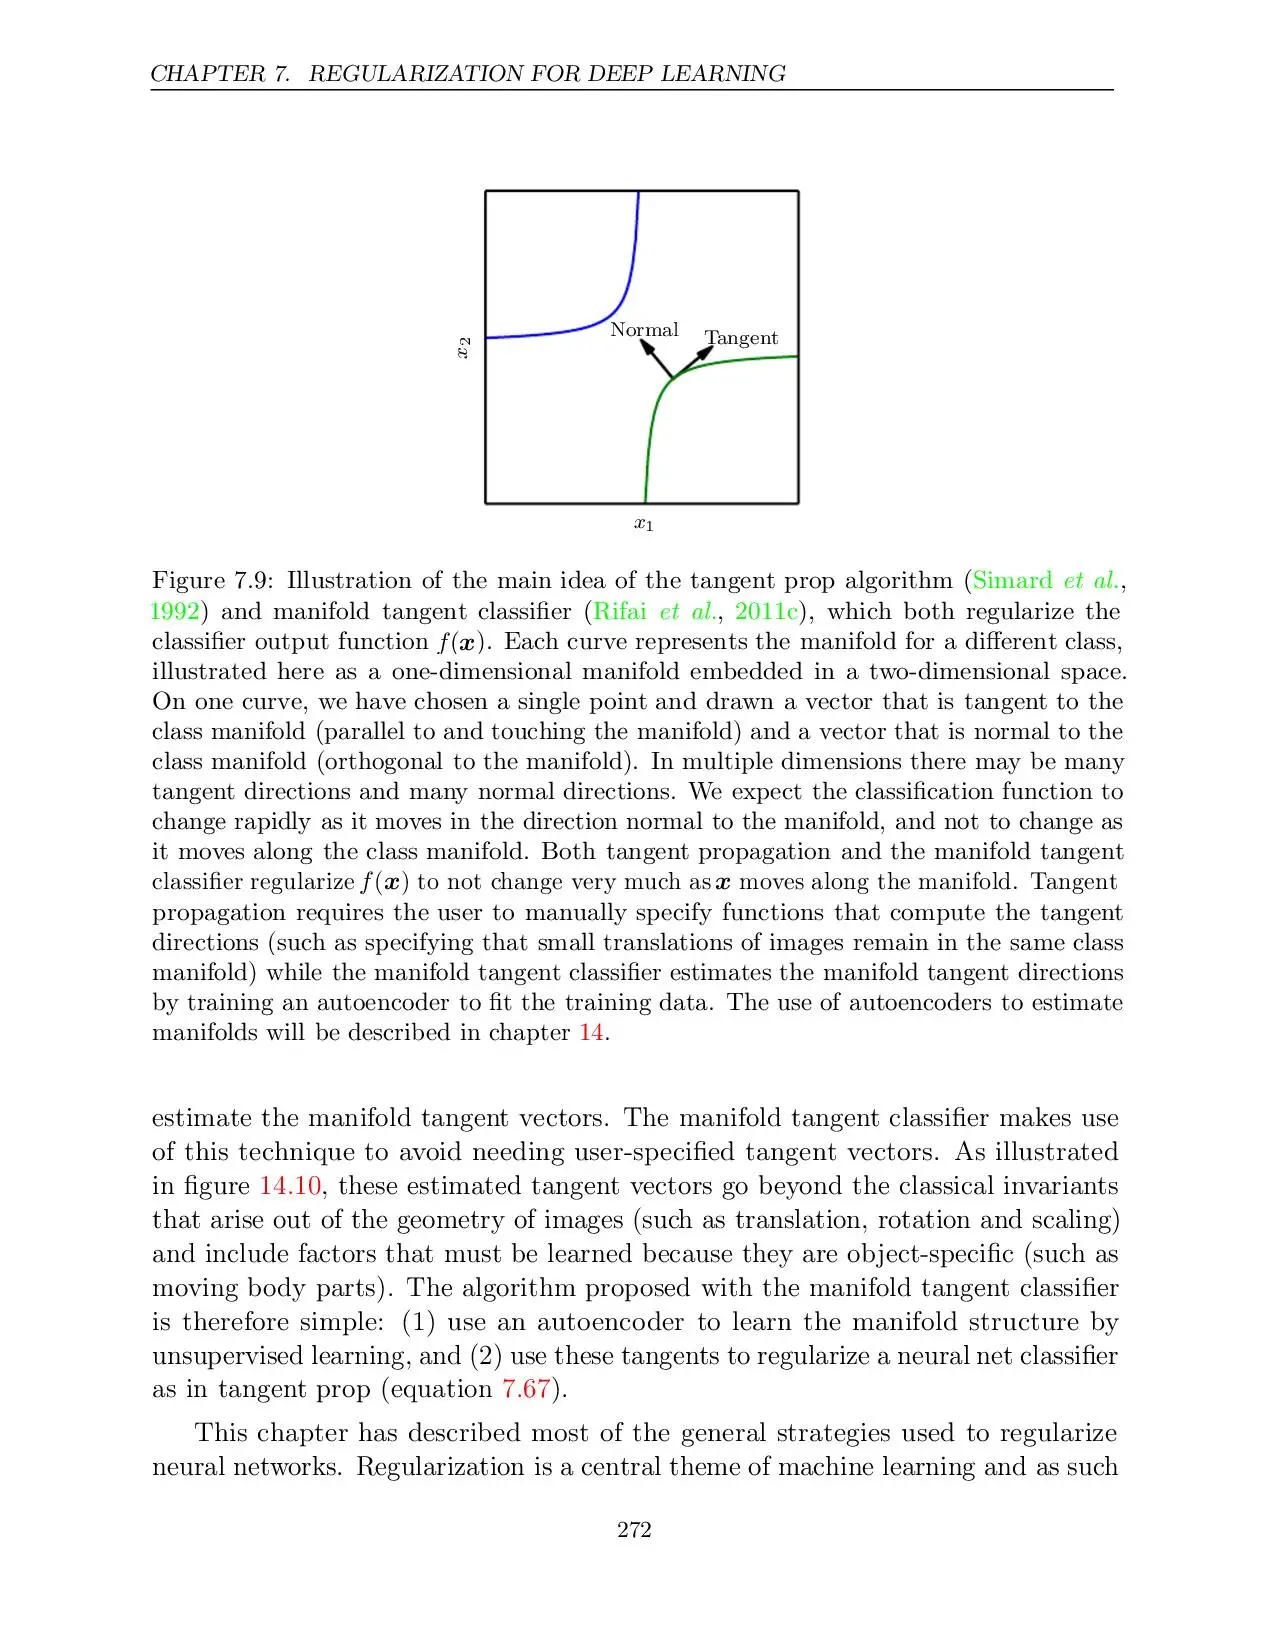 CHAPTER 7. REGULARIZATION FOR DEEP LEARNING
Normal
Tangent
x2
x1
Figure 7.9: Illustration of the main idea of the tangent prop algorithm (Simard et al.,
1992) and manifold tangent classifier (Rifai et al., 2011c), which both regularize the
classifier output function f(x). Each curve represents the manifold for a different class,
illustrated here as a one-dimensional manifold embedded in a two-dimensional space.
On one curve, we have chosen a single point and drawn a vector that is tangent to the
class manifold (parallel to and touching the manifold) and a vector that is normal to the
class manifold (orthogonal to the manifold). In multiple dimensions there may be many
tangent directions and many normal directions. We expect the classification function to
change rapidly as it moves in the direction normal to the manifold, and not to change as
it moves along the class manifold. Both tangent propagation and the manifold tangent
classifier regularize f(x) to not change very much as x moves along the manifold. Tangent
propagation requires the user to manually specify functions that compute the tangent
directions (such as specifying that small translations of images remain in the same class
manifold) while the manifold tangent classifier estimates the manifold tangent directions
by training an autoencoder to fit the training data. The use of autoencoders to estimate
manifolds will be described in chapter 14.
estimate the manifold tangent vectors. The manifold tangent classifier makes use
of this technique to avoid needing user-specified tangent vectors. As illustrated
in figure 14.10, these estimated tangent vectors go beyond the classical invariants
that arise out of the geometry of images (such as translation, rotation and scaling)
and include factors that must be learned because they are object-specific (such as
moving body parts). The algorithm proposed with the manifold tangent classifier
is therefore simple: (1) use an autoencoder to learn the manifold structure by
unsupervised learning, and (2) use these tangents to regularize a neural net classifier
as in tangent prop (equation 7.67).
This chapter has described most of the general strategies used to regularize
neural networks. Regularization is a central theme of machine learning and as such
272